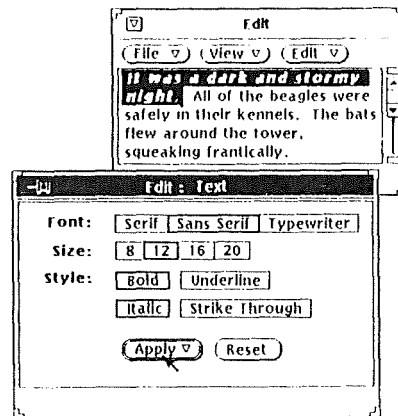 Edit
File View Edit
It was a dark and stormy
night. All of the beagles were
safely in their kennels. The bats
flew around the tower,
squeaking frantically.
Edit : Text
Font: Serif Sans Serif Typewriter
Size: 8 12 16 20
Style: Bold Underline
Italic Strike Through
Apply Reset